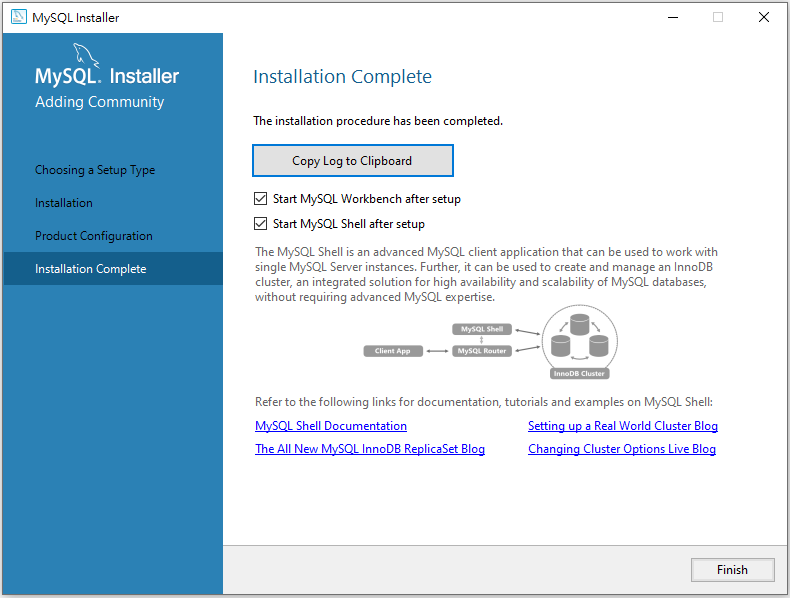 MySQL Installer
MySQL. Installer
Adding Community
Choosing a Setup Type
Installation
Product Configuration
Installation Complete
Installation Complete
The installation procedure has been completed.
Copy Log to Clipboard
Start MySQL Workbench after setup
Start MySQL Shell after setup
The MySQL Shell is an advanced MySQL client application that can be used to work with
single MySQL Server instances. Further, it can be used to create and manage an InnoDB
cluster, an integrated solution for high availability and scalability of MySQL databases,
without requiring advanced MySQL expertise.
MySQL Shell
Client App
MySQL Router
InnoDB Cluster
Refer to the following links for documentation, tutorials and examples on MySQL Shell:
MySQL Shell Documentation
Setting up a Real World Cluster Blog
The All New MySQL InnoDB ReplicaSet Blog
Changing Cluster Options Live Blog
Finish